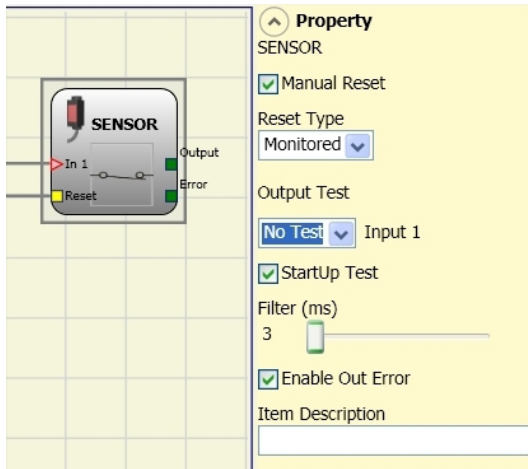 SENSOR
In 1
Output
Reset
Error
Property
SENSOR
Manual Reset
Reset Type
Monitored
Output Test
No Test Input 1
StartUp Test
Filter (ms)
3
Enable Out Error
Item Description